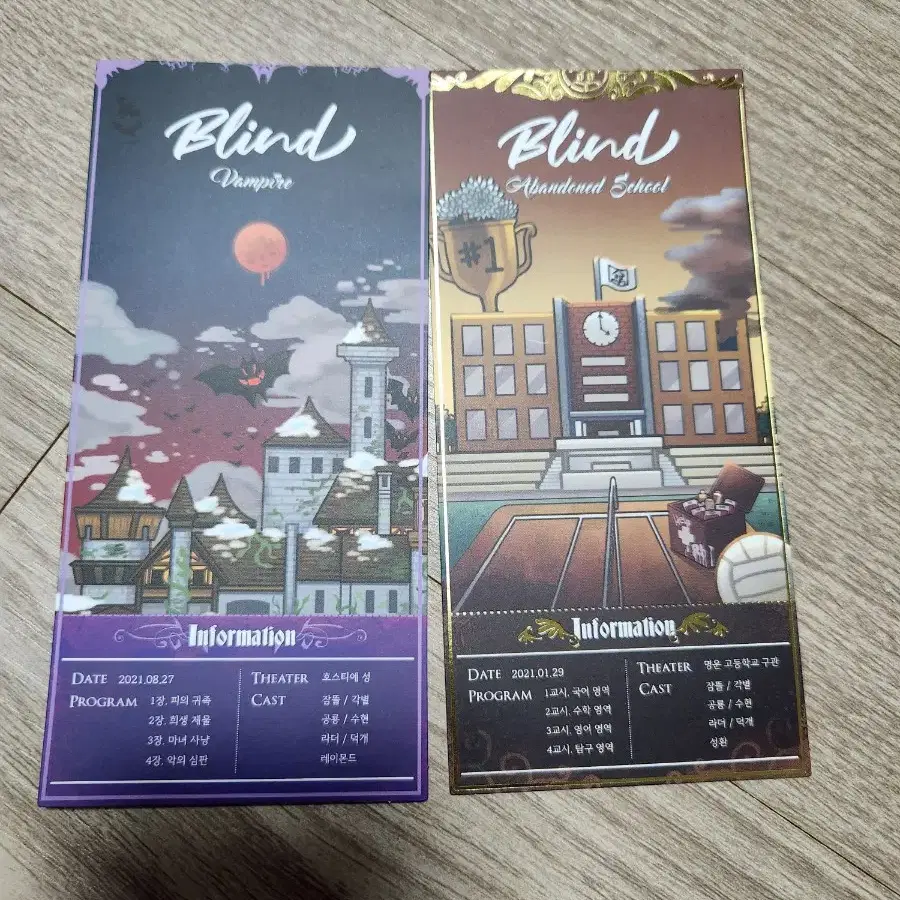 Blind
Vampire
Information
DATE 2021.08.27
PROGRAM 1장. 피의 귀족
2장. 희생 제물
3장. 마녀 사냥
4장. 악의 심판
THEATER 호스티에 성
CAST 잠뜰 / 각별
공룡 / 수현
라더 / 덕개
레이몬드
Blind
Abandoned School
#1
Information
DATE 2021.01.29
PROGRAM 1교시. 국어 영역
2교시. 수학 영역
3교시. 영어 영역
4교시. 탐구 영역
THEATER 명운 고등학교 구관
CAST 잠뜰 / 각별
공룡 / 수현
라더 / 덕개
성환